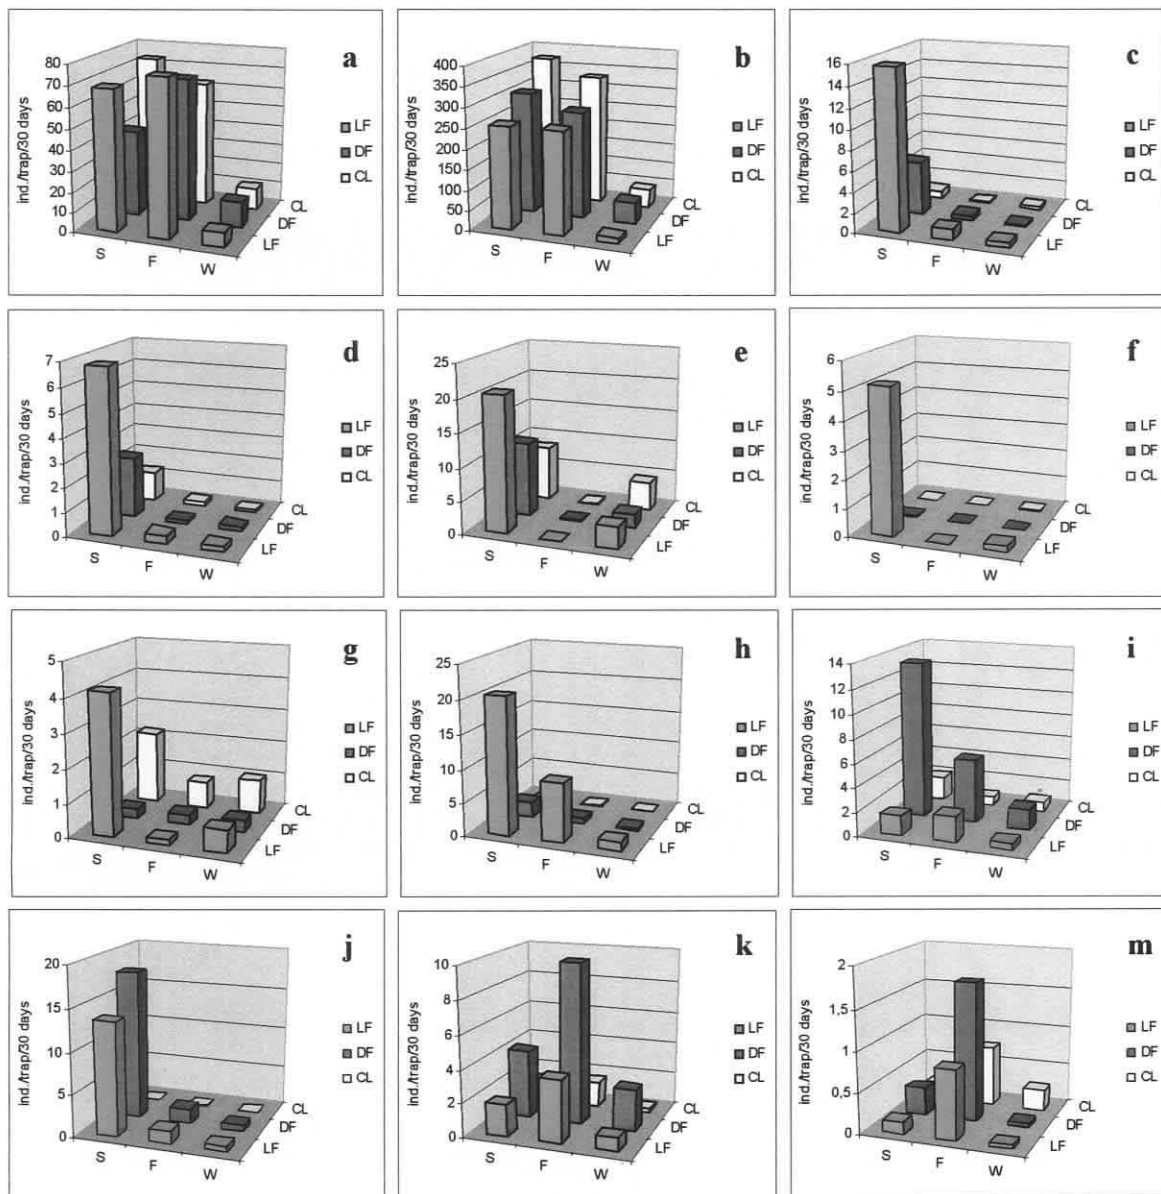 a
ind./trap/30 days
80
70
60
50
40
30
20
10
0
S F W
LF
DF
CL
LF
DF
CL
b
ind./trap/30 days
400
350
300
250
200
150
100
50
0
S F W
LF
DF
CL
LF
DF
CL
c
ind./trap/30 days
16
14
12
10
8
6
4
2
0
S F W
LF
DF
CL
LF
DF
CL
d
ind./trap/30 days
7
6
5
4
3
2
1
0
S F W
LF
DF
CL
LF
DF
CL
e
ind./trap/30 days
25
20
15
10
5
0
S F W
LF
DF
CL
LF
DF
CL
f
ind./trap/30 days
6
5
4
3
2
1
0
S F W
LF
DF
CL
LF
DF
CL
g
ind./trap/30 days
5
4
3
2
1
0
S F W
LF
DF
CL
LF
DF
CL
h
ind./trap/30 days
25
20
15
10
5
0
S F W
LF
DF
CL
LF
DF
CL
i
ind./trap/30 days
14
12
10
8
6
4
2
0
S F W
LF
DF
CL
LF
DF
CL
j
ind./trap/30 days
20
15
10
5
0
S F W
LF
DF
CL
LF
DF
CL
k
ind./trap/30 days
10
8
6
4
2
0
S F W
LF
DF
CL
LF
DF
CL
m
ind./trap/30 days
2
1,5
1
0,5
0
S F W
LF
DF
CL
LF
DF
CL